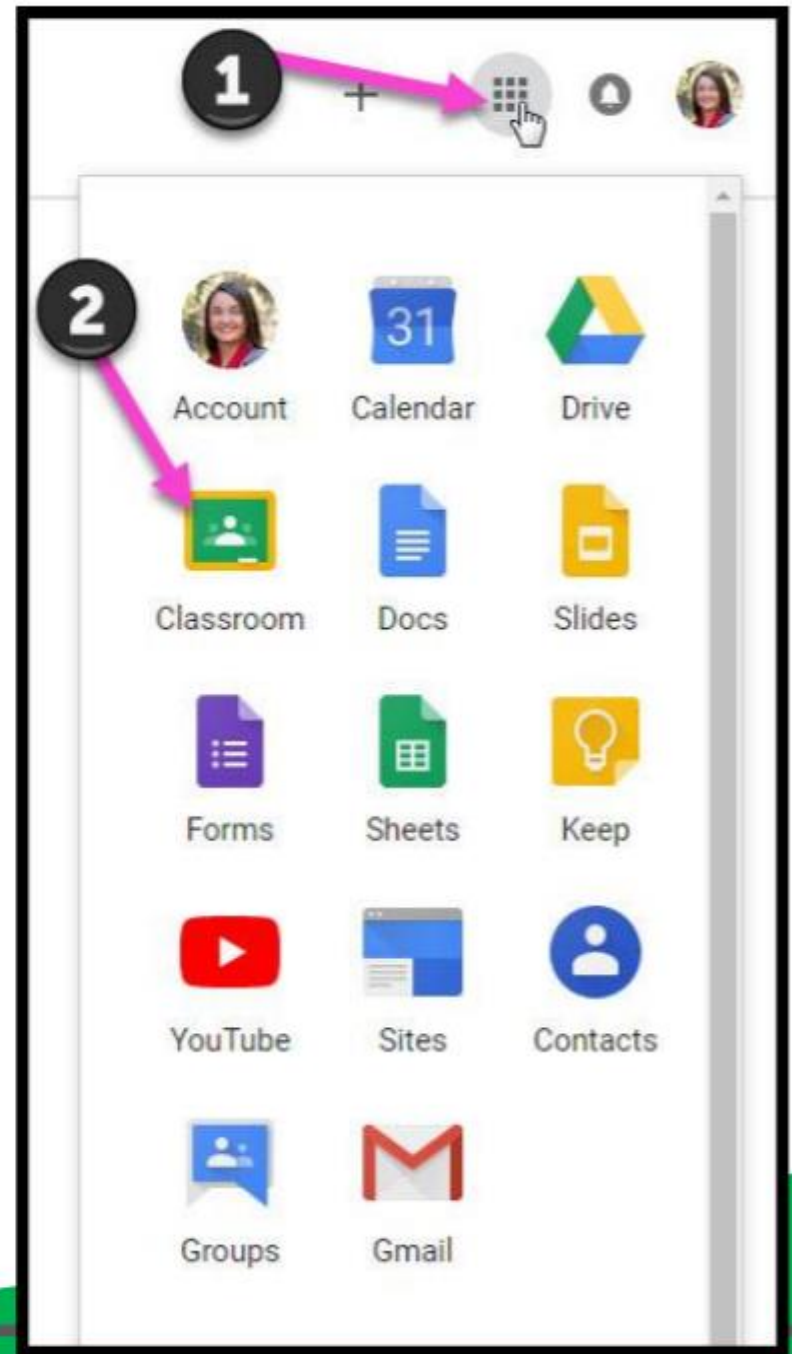 1
2
31
Account Calendar Drive
Classroom Docs Slides
Forms Sheets Keep
YouTube Sites Contacts
Groups Gmail